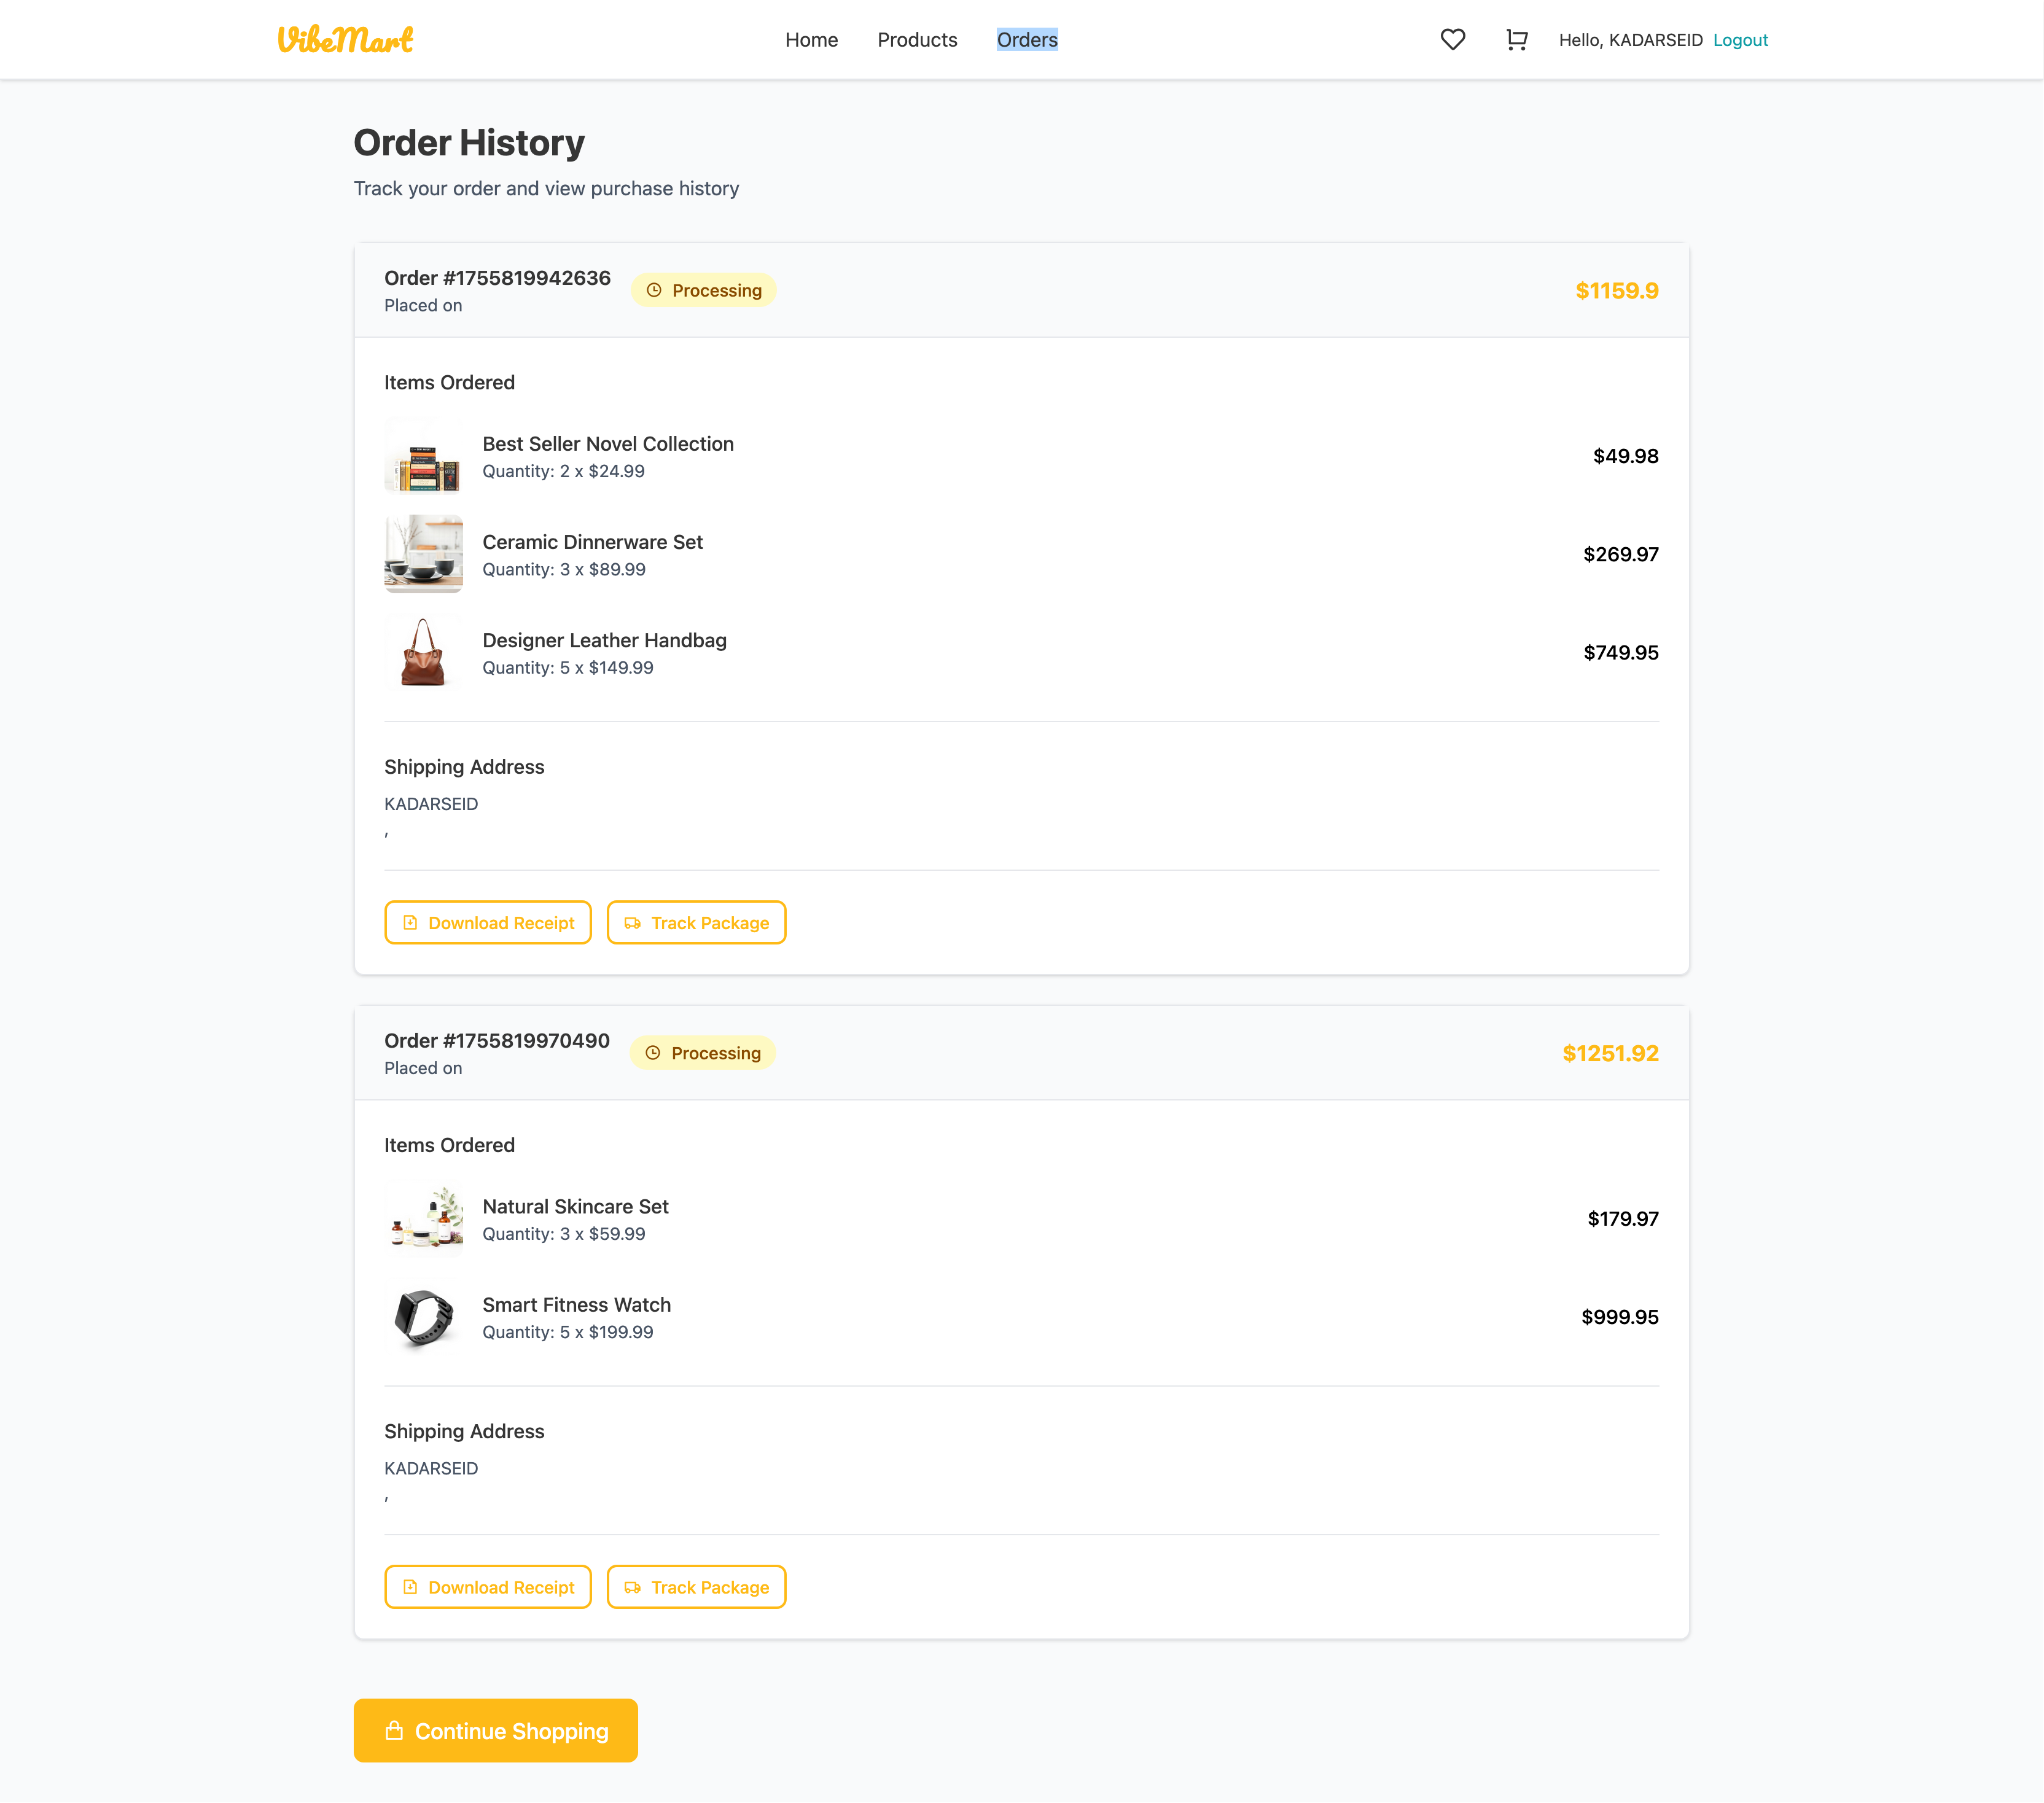 VibeMart
Home Products Orders
Hello, KADARSEID Logout
Order History
Track your order and view purchase history
Order #1755819942636
Placed on
Processing
$1159.9
Items Ordered
Best Seller Novel Collection
Quantity: 2 x $24.99
$49.98
Ceramic Dinnerware Set
Quantity: 3 x $89.99
$269.97
Designer Leather Handbag
Quantity: 5 x $149.99
$749.95
Shipping Address
KADARSEID
,
Download Receipt Track Package
Order #1755819970490
Placed on
Processing
$1251.92
Items Ordered
Natural Skincare Set
Quantity: 3 x $59.99
$179.97
Smart Fitness Watch
Quantity: 5 x $199.99
$999.95
Shipping Address
KADARSEID
,
Download Receipt Track Package
Continue Shopping